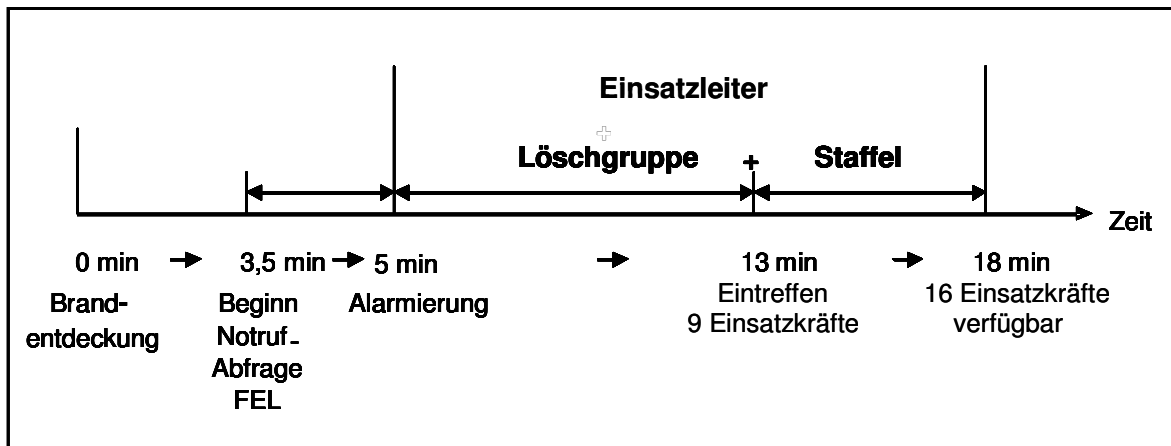 Einsatzleiter
+
Löschgruppe + Staffel
Zeit
0 min → 3,5 min → 5 min → 13 min → 18 min
Brand-
entdeckung
Beginn
Notruf-
Abfrage
FEL
Alarmierung
Eintreffen
9 Einsatzkräfte
16 Einsatzkräfte
verfügbar